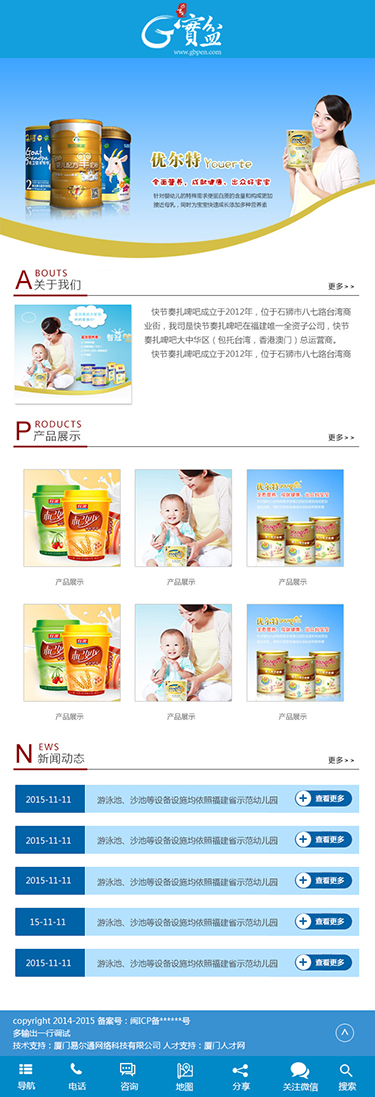 G寶盆
www.gbpen.com
优尔特 Youerte
全面营养，成就健康，出众好宝宝
针对婴幼儿的特殊需求使蛋白质的含量和构成更加
接近母乳，同时为宝宝快速成长添加多种营养素
Goat
Grandpa
2
ABOUTS
关于我们
更多>>
快节奏扎啤吧成立于2012年，位于石狮市八七路台湾商
业街，我司是快节奏扎啤吧在福建唯一全资子公司，快节
奏扎啤吧大中华区（包托台湾，香港澳门）总运营商。
快节奏扎啤吧成立于2012年，位于石狮市八七路台湾商
PRODUCTS
产品展示
更多>>
优尔特
产品展示
产品展示
产品展示
优尔特
产品展示
产品展示
产品展示
NEWS
新闻动态
更多>>
2015-11-11 游泳池、沙池等设备设施均依照福建省示范幼儿园 查看更多
2015-11-11 游泳池、沙池等设备设施均依照福建省示范幼儿园 查看更多
2015-11-11 游泳池、沙池等设备设施均依照福建省示范幼儿园 查看更多
15-11-11 游泳池、沙池等设备设施均依照福建省示范幼儿园 查看更多
2015-11-11 游泳池、沙池等设备设施均依照福建省示范幼儿园 查看更多
copyright 2014-2015 备案号：闽ICP备******号
多输出一行调试
技术支持：厦门易尔通网络科技有限公司 人才支持：厦门人才网
导航 电话 咨询 地图 分享 关注微信 搜索